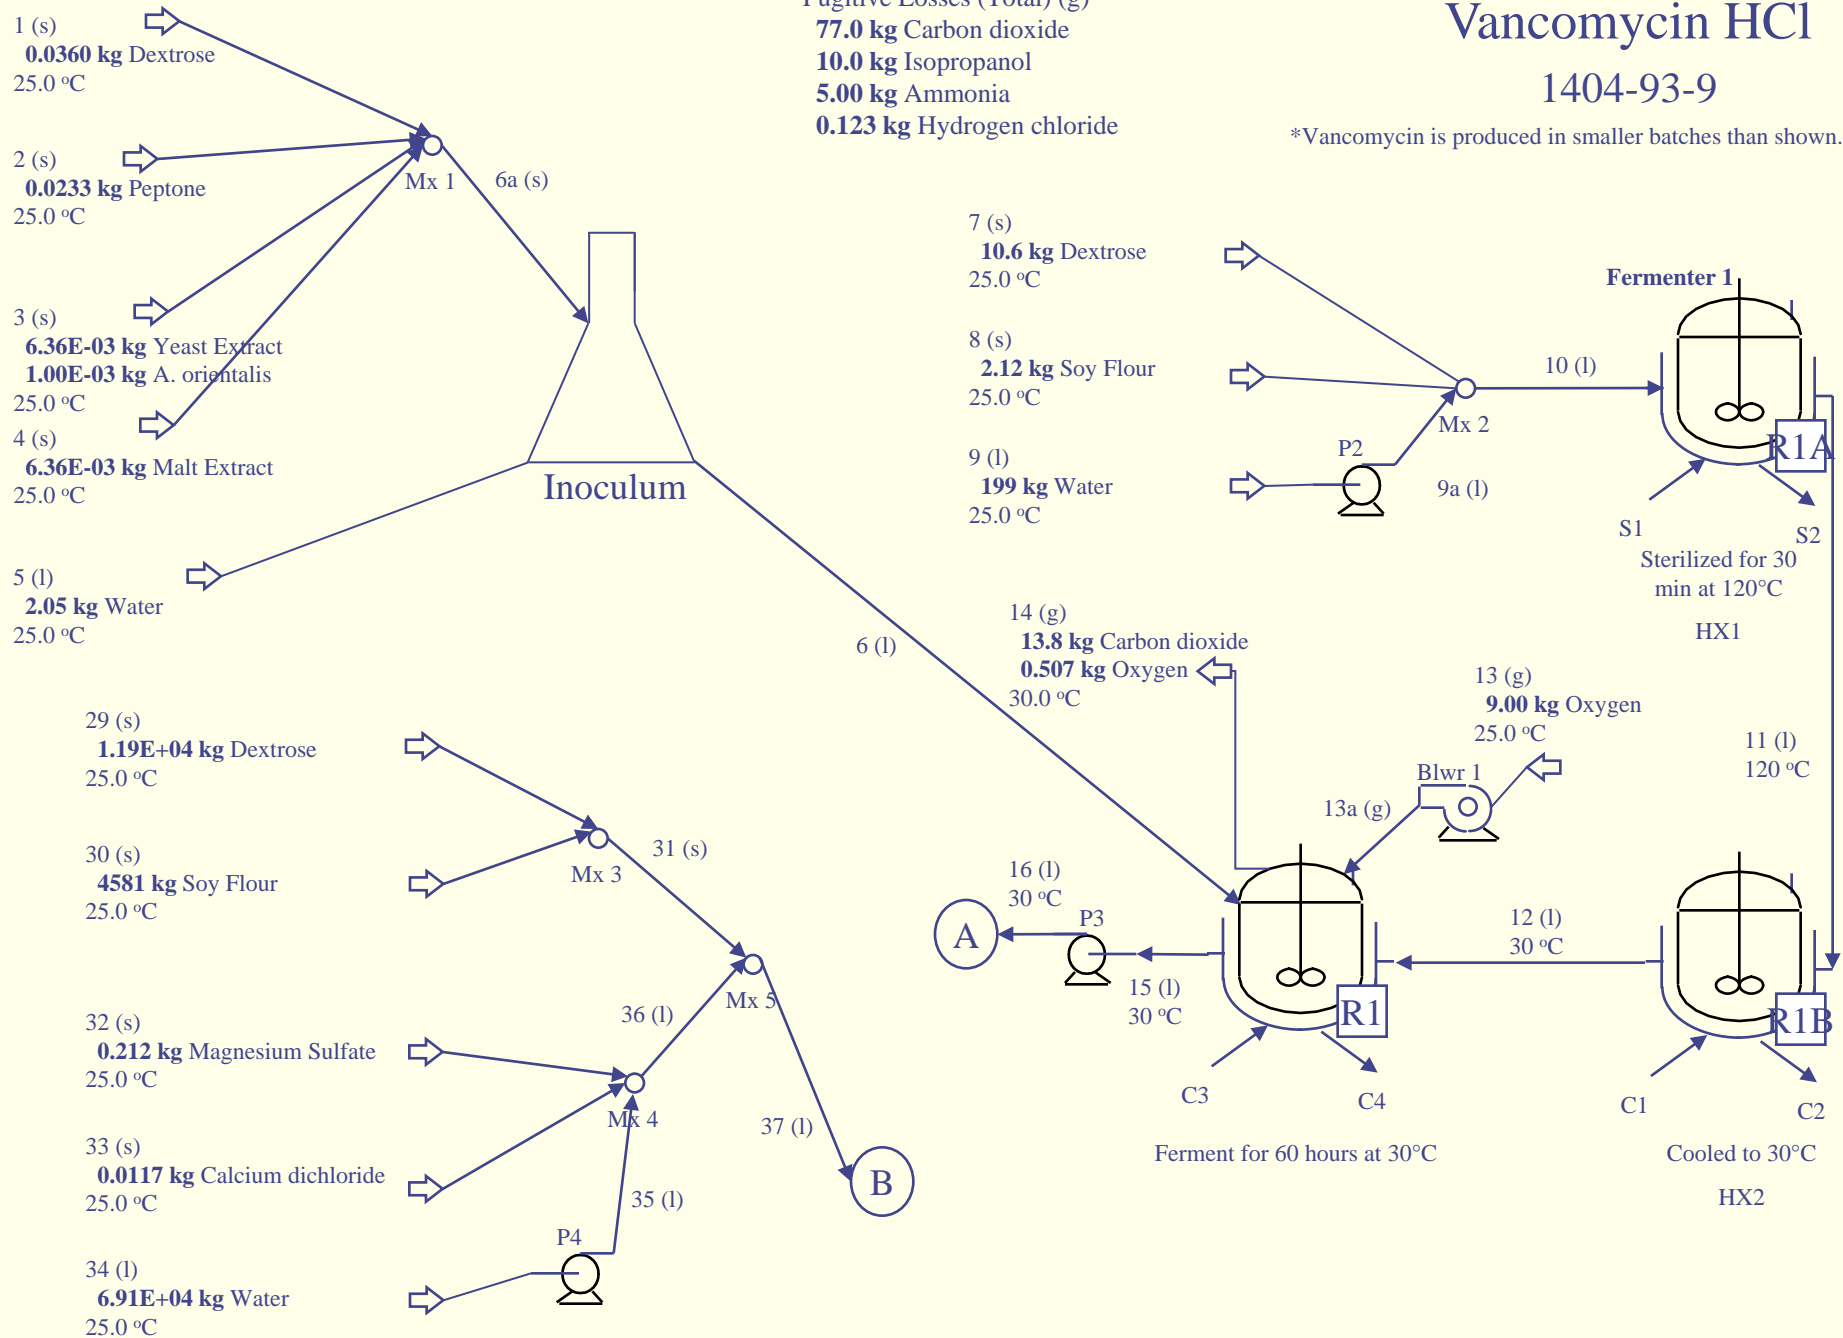 Fugitive Losses (Total) (g)
77.0 kg Carbon dioxide
10.0 kg Isopropanol
5.00 kg Ammonia
0.123 kg Hydrogen chloride
Vancomycin HCl
1404-93-9
*Vancomycin is produced in smaller batches than shown.
1 (s)
0.0360 kg Dextrose
25.0 °C
2 (s)
0.0233 kg Peptone
25.0 °C
3 (s)
6.36E-03 kg Yeast Extract
1.00E-03 kg A. orientalis
25.0 °C
4 (s)
6.36E-03 kg Malt Extract
25.0 °C
5 (l)
2.05 kg Water
25.0 °C
Mx 1
6a (s)
Inoculum
6 (l)
7 (s)
10.6 kg Dextrose
25.0 °C
8 (s)
2.12 kg Soy Flour
25.0 °C
9 (l)
199 kg Water
25.0 °C
P2
9a (l)
Mx 2
10 (l)
Fermenter 1
R1A
S1
S2
Sterilized for 30
min at 120°C
HX1
11 (l)
120 °C
14 (g)
13.8 kg Carbon dioxide
0.507 kg Oxygen
30.0 °C
13 (g)
9.00 kg Oxygen
25.0 °C
Blwr 1
13a (g)
12 (l)
30 °C
R1B
C1
C2
Cooled to 30°C
HX2
R1
C3
C4
Ferment for 60 hours at 30°C
15 (l)
30 °C
P3
16 (l)
30 °C
A
29 (s)
1.19E+04 kg Dextrose
25.0 °C
30 (s)
4581 kg Soy Flour
25.0 °C
Mx 3
31 (s)
32 (s)
0.212 kg Magnesium Sulfate
25.0 °C
33 (s)
0.0117 kg Calcium dichloride
25.0 °C
34 (l)
6.91E+04 kg Water
25.0 °C
P4
35 (l)
Mx 4
36 (l)
Mx 5
37 (l)
B